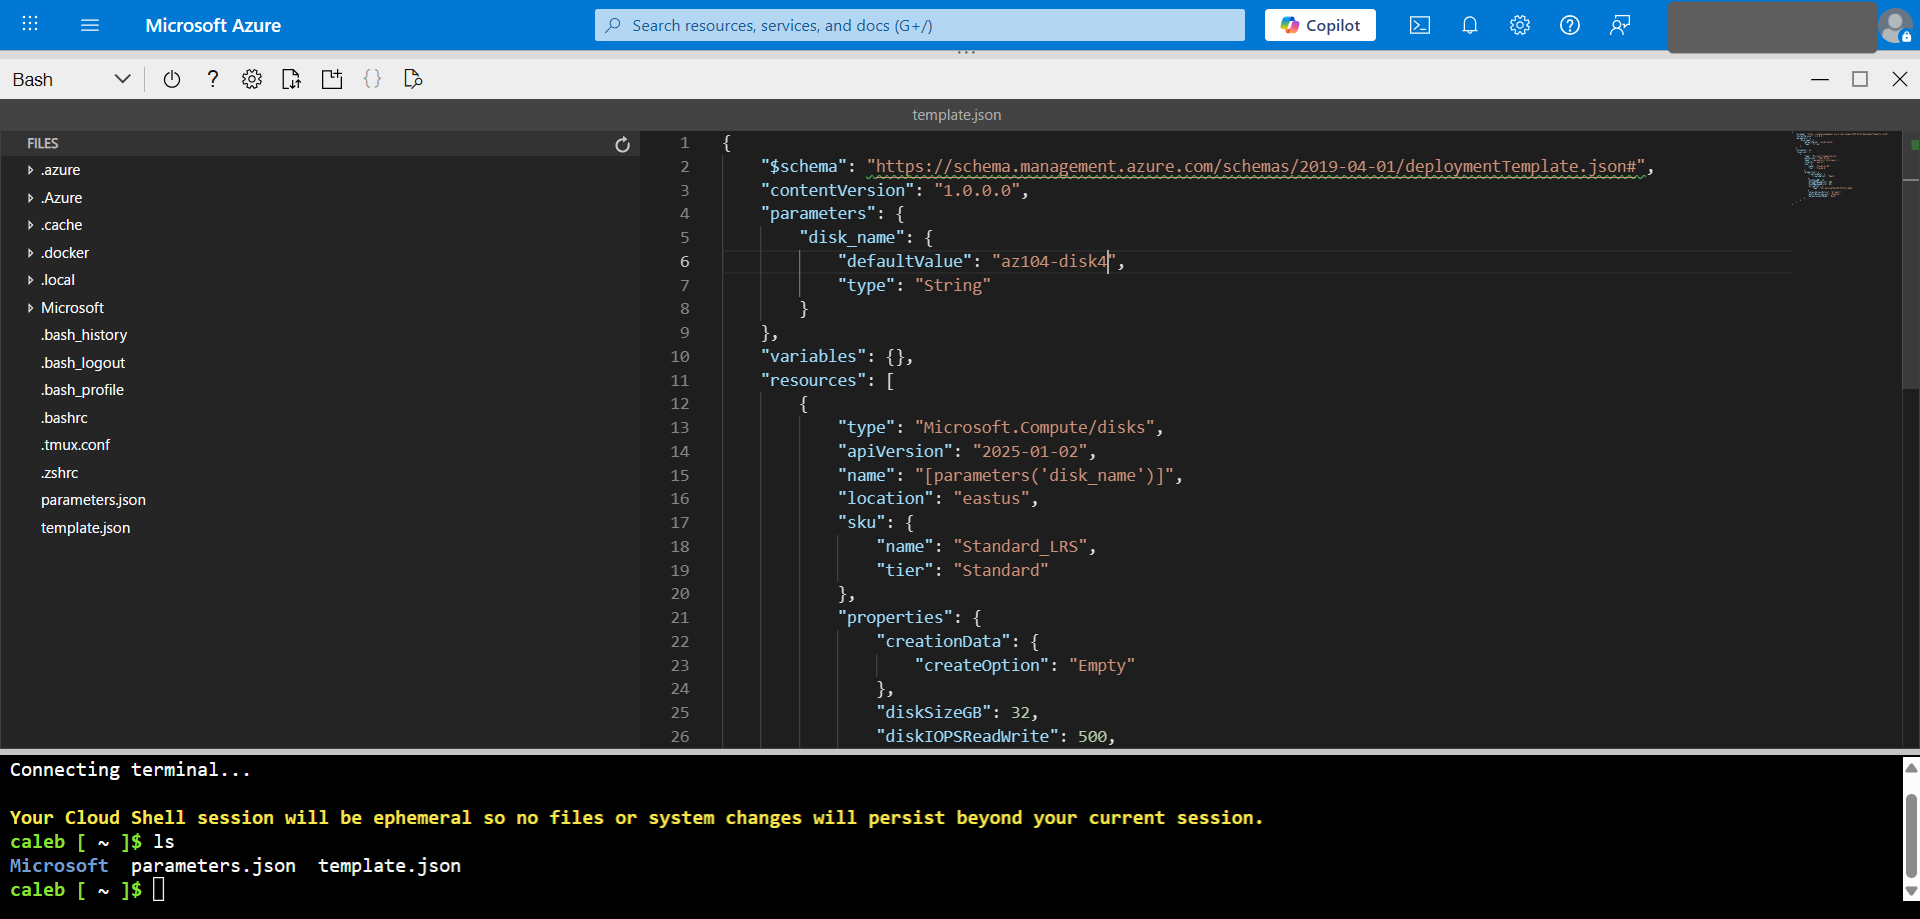 Microsoft Azure
Search resources, services, and docs (G+/)
Copilot
Bash
template.json
FILES
.azure
.Azure
.cache
.docker
.local
Microsoft
.bash_history
.bash_logout
.bash_profile
.bashrc
.tmux.conf
.zshrc
parameters.json
template.json
1 {
2 "$schema": "https://schema.management.azure.com/schemas/2019-04-01/deploymentTemplate.json#",
3 "contentVersion": "1.0.0.0",
4 "parameters": {
5 "disk_name": {
6 "defaultValue": "az104-disk4",
7 "type": "String"
8 }
9 },
10 "variables": {},
11 "resources": [
12 {
13 "type": "Microsoft.Compute/disks",
14 "apiVersion": "2025-01-02",
15 "name": "[parameters('disk_name')]",
16 "location": "eastus",
17 "sku": {
18 "name": "Standard_LRS",
19 "tier": "Standard"
20 },
21 "properties": {
22 "creationData": {
23 "createOption": "Empty"
24 },
25 "diskSizeGB": 32,
26 "diskIOPSReadWrite": 500,
Connecting terminal...
Your Cloud Shell session will be ephemeral so no files or system changes will persist beyond your current session.
caleb [ ~ ]$ ls
Microsoft parameters.json template.json
caleb [ ~ ]$